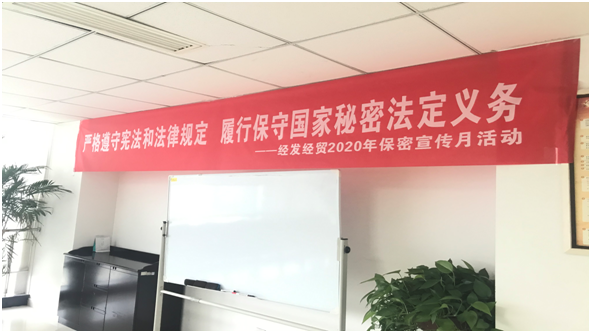 严格遵守宪法和法律规定 履行保守国家秘密法定义务
——经发经贸2020年保密宣传月活动